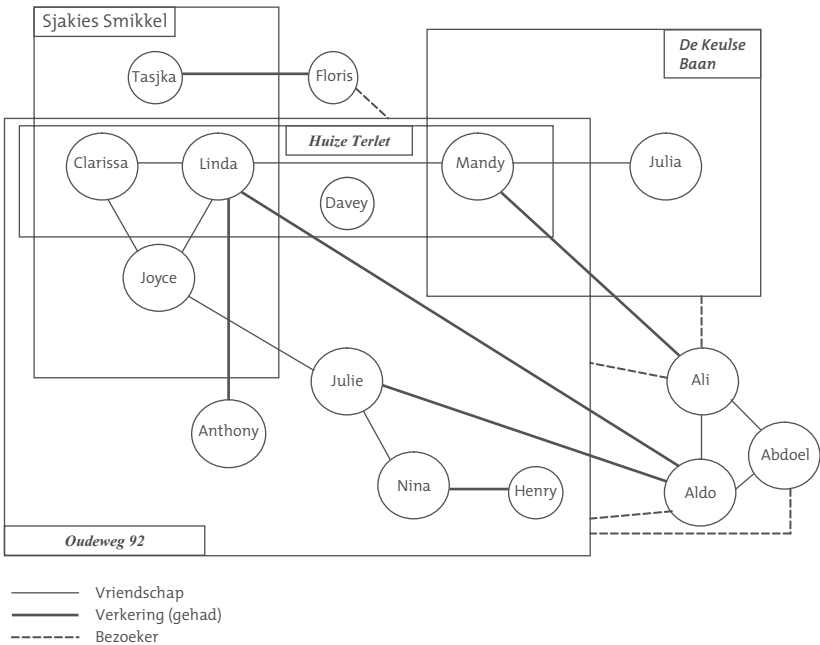 Sjakies Smikkel
De Keulse
Baan
Tasjka
Floris
Huize Terlet
Clarissa
Linda
Mandy
Julia
Davey
Joyce
Julie
Ali
Anthony
Abdoel
Nina
Henry
Aldo
Oudeweg 92
Vriendschap
Verkering (gehad)
Bezoeker